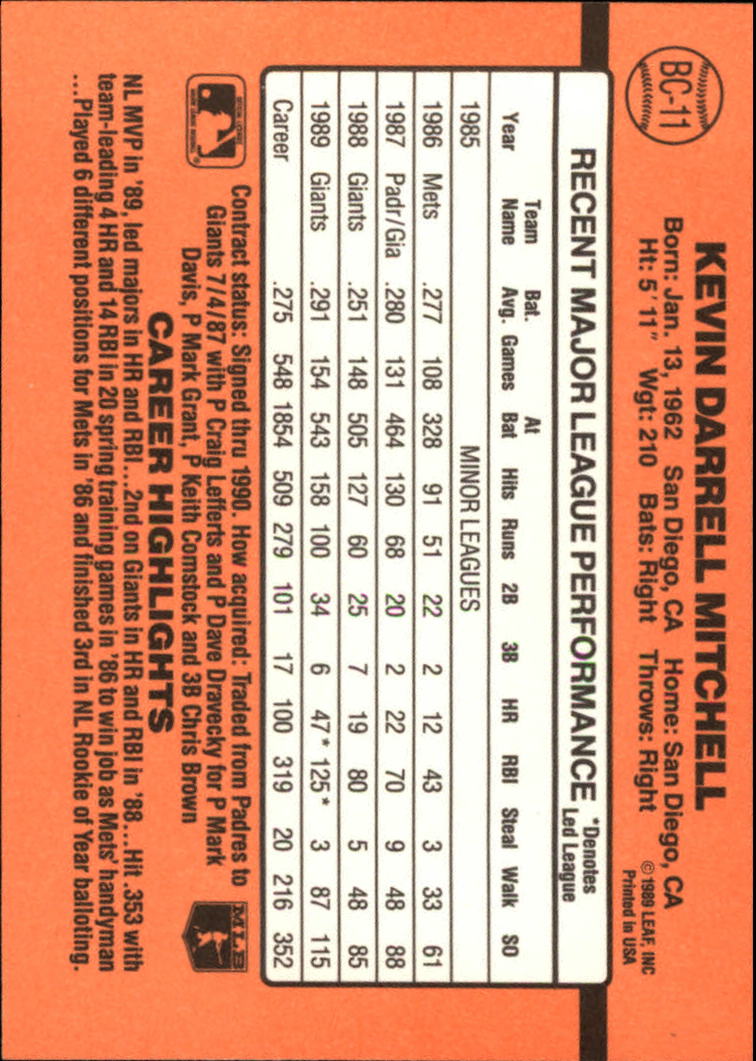 BC-11
KEVIN DARRELL MITCHELL
Born: Jan. 13, 1962 San Diego, CA Home: San Diego, CA
Ht: 5' 11" Wgt: 210 Bats: Right Throws: Right
© 1989 LEAF, INC
Printed in USA
RECENT MAJOR LEAGUE PERFORMANCE *Denotes Led League
Year Team Name Bat. Avg. Games At Bat Hits Runs 2B 3B HR RBI Steal Walk SO
1985 MINOR LEAGUES
1986 Mets .277 108 328 91 51 22 2 12 43 3 33 61
1987 Padr/Gia .280 131 464 130 68 20 2 22 70 9 48 88
1988 Giants .251 148 505 127 60 25 7 19 80 5 48 85
1989 Giants .291 154 543 158 100 34 6 47* 125* 3 87 115
Career .275 548 1854 509 279 101 17 100 319 20 216 352
Contract status: Signed thru 1990. How acquired: Traded from Padres to
Giants 7/4/87 with P Craig Lefferts and P Dave Dravecky for P Mark
Davis, P Mark Grant, P Keith Comstock and 3B Chris Brown
MLB
CAREER HIGHLIGHTS
NL MVP in '89, led majors in HR and RBI...2nd on Giants in HR and RBI in '88...Hit .353 with
team-leading 4 HR and 14 RBI in 20 spring training games in '86 to win job as Mets' handyman
...Played 6 different positions for Mets in '86 and finished 3rd in NL Rookie of Year balloting.